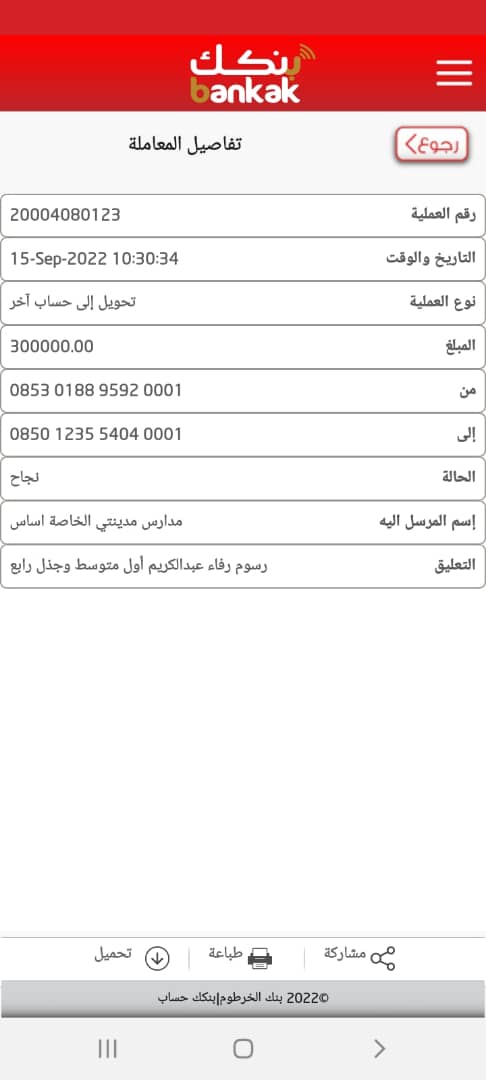 بنكك
bankak
رجوع
تفاصيل المعاملة
رقم العملية 20004080123
التاريخ والوقت 15-Sep-2022 10:30:34
نوع العملية تحويل إلى حساب آخر
المبلغ 300000.00
من 0853 0188 9592 0001
إلى 0850 1235 5404 0001
الحالة نجاح
إسم المرسل اليه مدارس مدينتي الخاصة اساس
التعليق رسوم رفاء عبدالكريم أول متوسط وجذل رابع
مشاركة طباعة تحميل
©2022 بنك الخرطوم|بنكك حساب